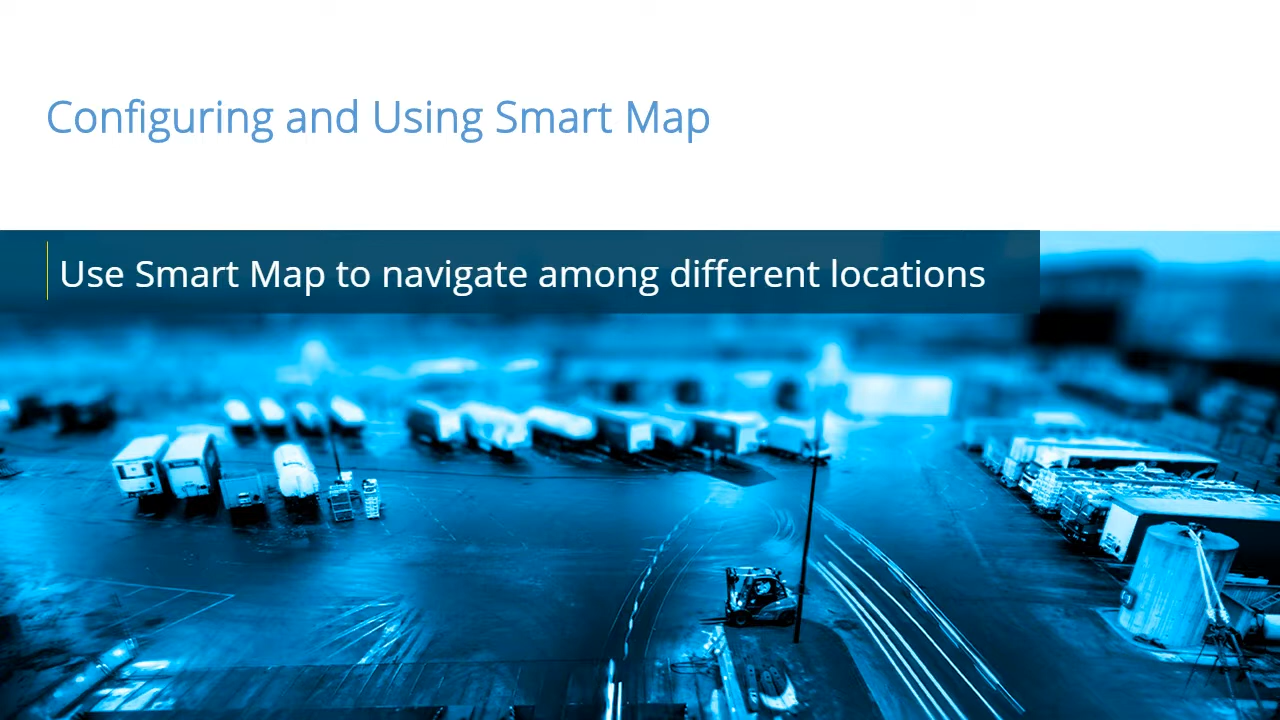 Configuring and Using Smart Map
Use Smart Map to navigate among different locations